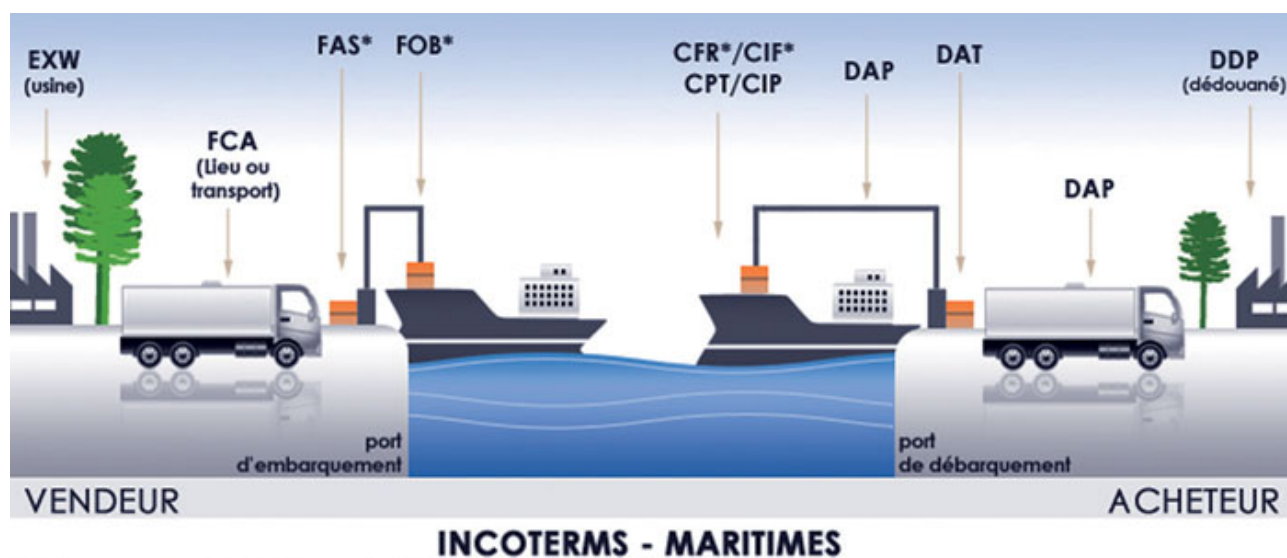 EXW
(usine)
FCA
(Lieu ou
transport)
FAS*
FOB*
CFR*/CIF*
CPT/CIP
DAP
DAT
DAP
DDP
(dédouané)
port
d'embarquement
port
de débarquement
VENDEUR
ACHETEUR
INCOTERMS - MARITIMES